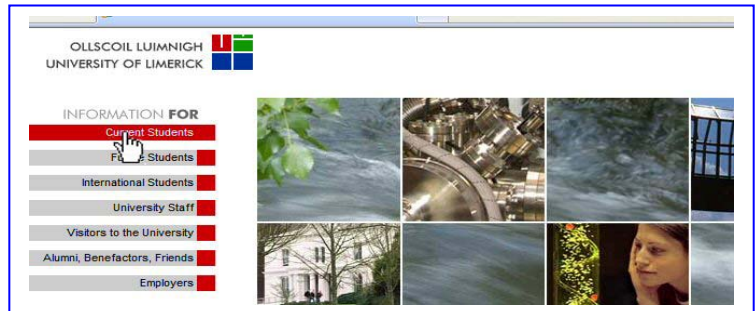 OLLSCOIL LUIMNIGH
UNIVERSITY OF LIMERICK
INFORMATION FOR
Current Students
Future Students
International Students
University Staff
Visitors to the University
Alumni, Benefactors, Friends
Employers